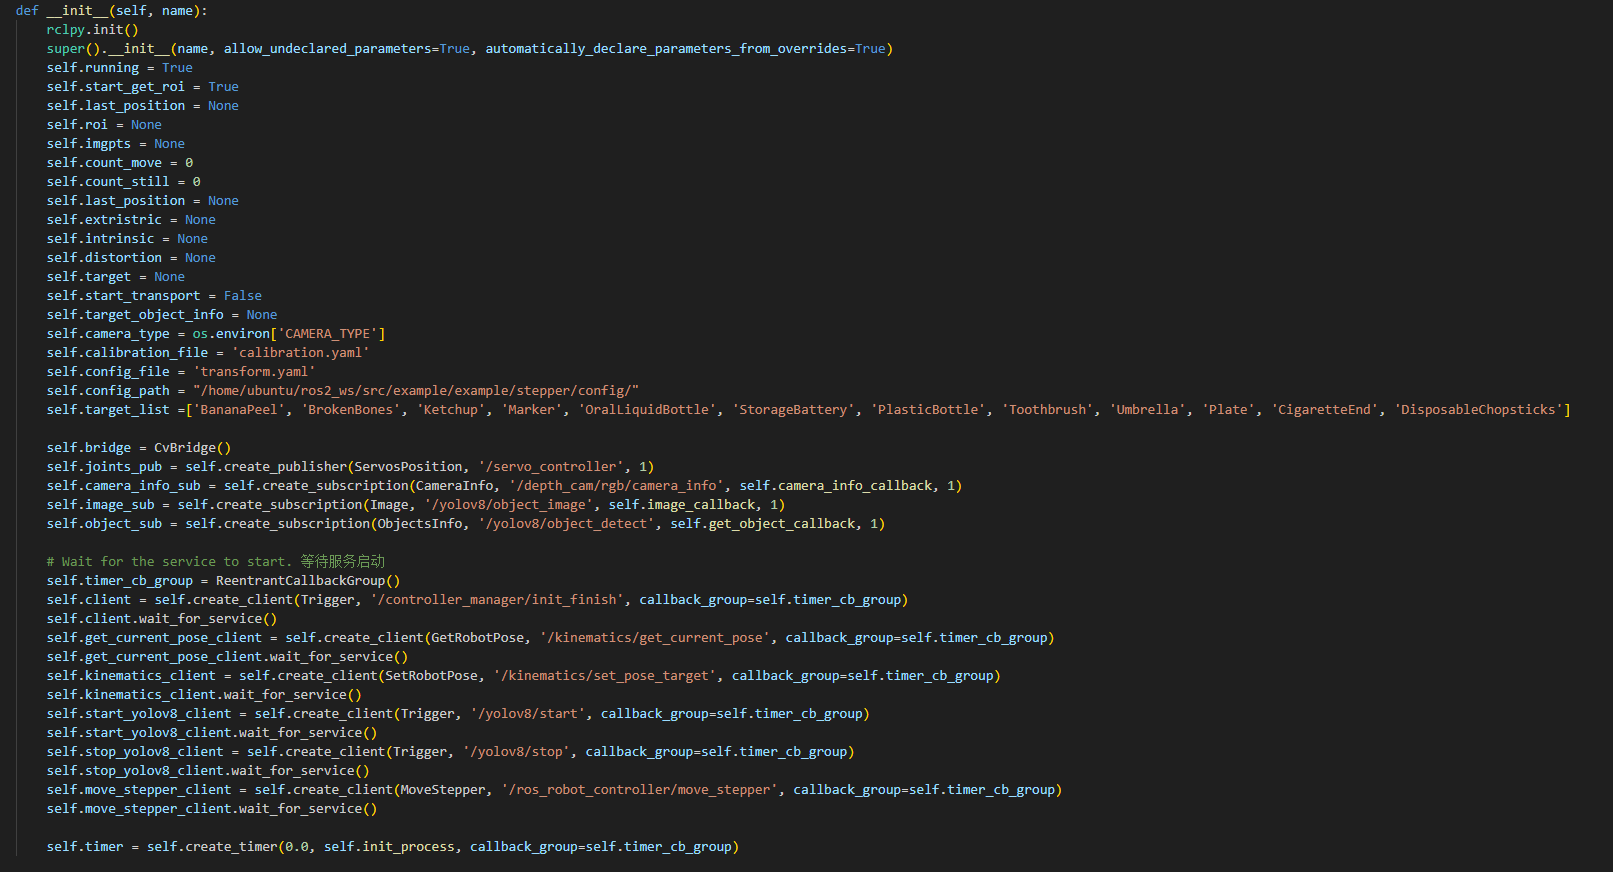 def __init__(self, name):
rclpy.init()
super().__init__(name, allow_undeclared_parameters=True, automatically_declare_parameters_from_overrides=True)
self.running = True
self.start_get_roi = True
self.last_position = None
self.roi = None
self.imgpts = None
self.count_move = 0
self.count_still = 0
self.last_position = None
self.extristric = None
self.intrinsic = None
self.distortion = None
self.target = None
self.start_transport = False
self.target_object_info = None
self.camera_type = os.environ['CAMERA_TYPE']
self.calibration_file = 'calibration.yaml'
self.config_file = 'transform.yaml'
self.config_path = "/home/ubuntu/ros2_ws/src/example/example/stepper/config/"
self.target_list =['BananaPeel', 'BrokenBones', 'Ketchup', 'Marker', 'OralLiquidBottle', 'StorageBattery', 'PlasticBottle', 'Toothbrush', 'Umbrella', 'Plate', 'CigaretteEnd', 'DisposableChopsticks']
self.bridge = CvBridge()
self.joints_pub = self.create_publisher(ServosPosition, '/servo_controller', 1)
self.camera_info_sub = self.create_subscription(CameraInfo, '/depth_cam/rgb/camera_info', self.camera_info_callback, 1)
self.image_sub = self.create_subscription(Image, '/yolov8/object_image', self.image_callback, 1)
self.object_sub = self.create_subscription(ObjectsInfo, '/yolov8/object_detect', self.get_object_callback, 1)
# Wait for the service to start. 等待服务启动
self.timer_cb_group = ReentrantCallbackGroup()
self.client = self.create_client(Trigger, '/controller_manager/init_finish', callback_group=self.timer_cb_group)
self.client.wait_for_service()
self.get_current_pose_client = self.create_client(GetRobotPose, '/kinematics/get_current_pose', callback_group=self.timer_cb_group)
self.get_current_pose_client.wait_for_service()
self.kinematics_client = self.create_client(SetRobotPose, '/kinematics/set_pose_target', callback_group=self.timer_cb_group)
self.kinematics_client.wait_for_service()
self.start_yolov8_client = self.create_client(Trigger, '/yolov8/start', callback_group=self.timer_cb_group)
self.start_yolov8_client.wait_for_service()
self.stop_yolov8_client = self.create_client(Trigger, '/yolov8/stop', callback_group=self.timer_cb_group)
self.stop_yolov8_client.wait_for_service()
self.move_stepper_client = self.create_client(MoveStepper, '/ros_robot_controller/move_stepper', callback_group=self.timer_cb_group)
self.move_stepper_client.wait_for_service()
self.timer = self.create_timer(0.0, self.init_process, callback_group=self.timer_cb_group)